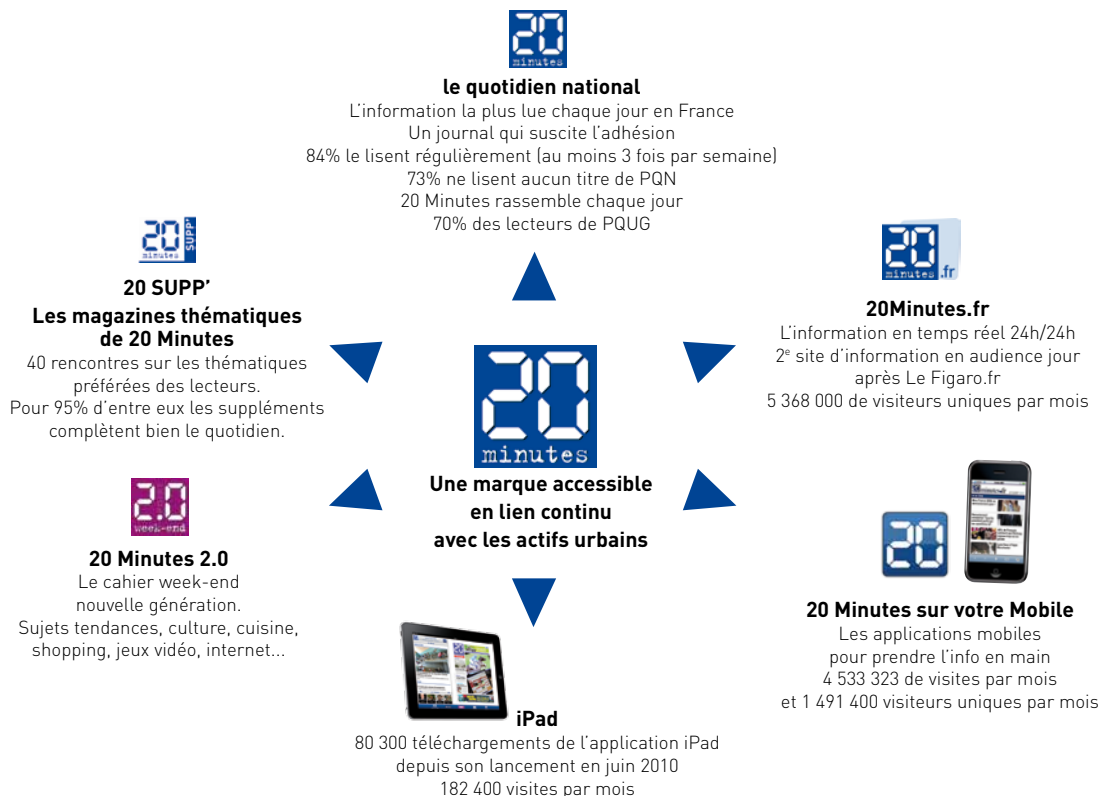 20
minutes
le quotidien national
L'information la plus lue chaque jour en France
Un journal qui suscite l'adhésion
84% le lisent régulièrement (au moins 3 fois par semaine)
73% ne lisent aucun titre de PQN
20 Minutes rassemble chaque jour
70% des lecteurs de PQUG
20
minutes
SUPP'
20 SUPP'
Les magazines thématiques
de 20 Minutes
40 rencontres sur les thématiques
préférées des lecteurs.
Pour 95% d'entre eux les suppléments
complètent bien le quotidien.
20
minutes
.fr
20Minutes.fr
L'information en temps réel 24h/24h
2e site d'information en audience jour
après Le Figaro.fr
5 368 000 de visiteurs uniques par mois
20
minutes
Une marque accessible
en lien continu
avec les actifs urbains
2.0
week-end
20 Minutes 2.0
Le cahier week-end
nouvelle génération.
Sujets tendances, culture, cuisine,
shopping, jeux vidéo, internet...
20
20 Minutes sur votre Mobile
Les applications mobiles
pour prendre l'info en main
4 533 323 de visites par mois
et 1 491 400 visiteurs uniques par mois
iPad
80 300 téléchargements de l'application iPad
depuis son lancement en juin 2010
182 400 visites par mois